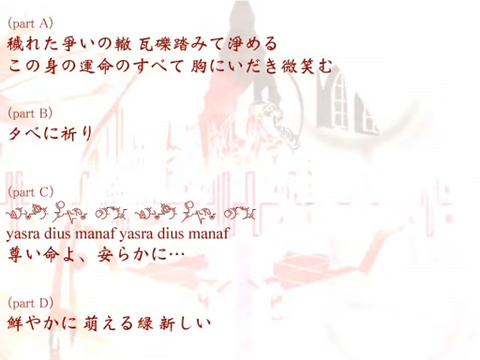 (part A)
穢れた爭いの轍 瓦礫踏みて淨める
この身の運命のすべて 胸にいだき微笑む
(part B)
夕べに祈り
(part C)
yasra dius manaf yasra dius manaf
尊い命よ、安らかに…
(part D)
鮮やかに 萌える緑 新しい